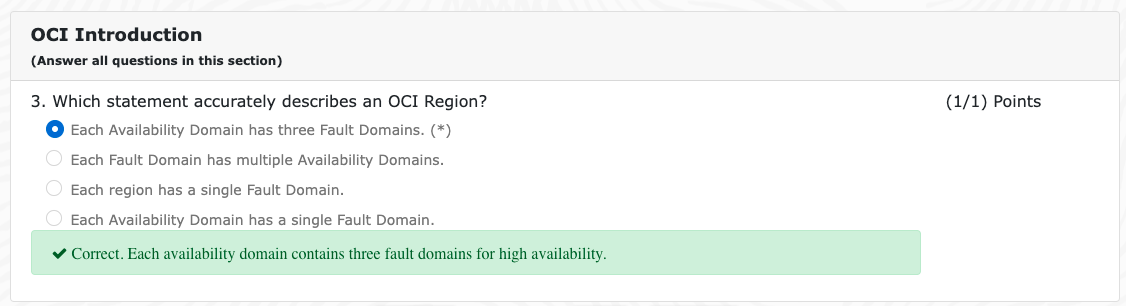 OCI Introduction
(Answer all questions in this section)
3. Which statement accurately describes an OCI Region? (1/1) Points
Each Availability Domain has three Fault Domains. (*)
Each Fault Domain has multiple Availability Domains.
Each region has a single Fault Domain.
Each Availability Domain has a single Fault Domain.
Correct. Each availability domain contains three fault domains for high availability.